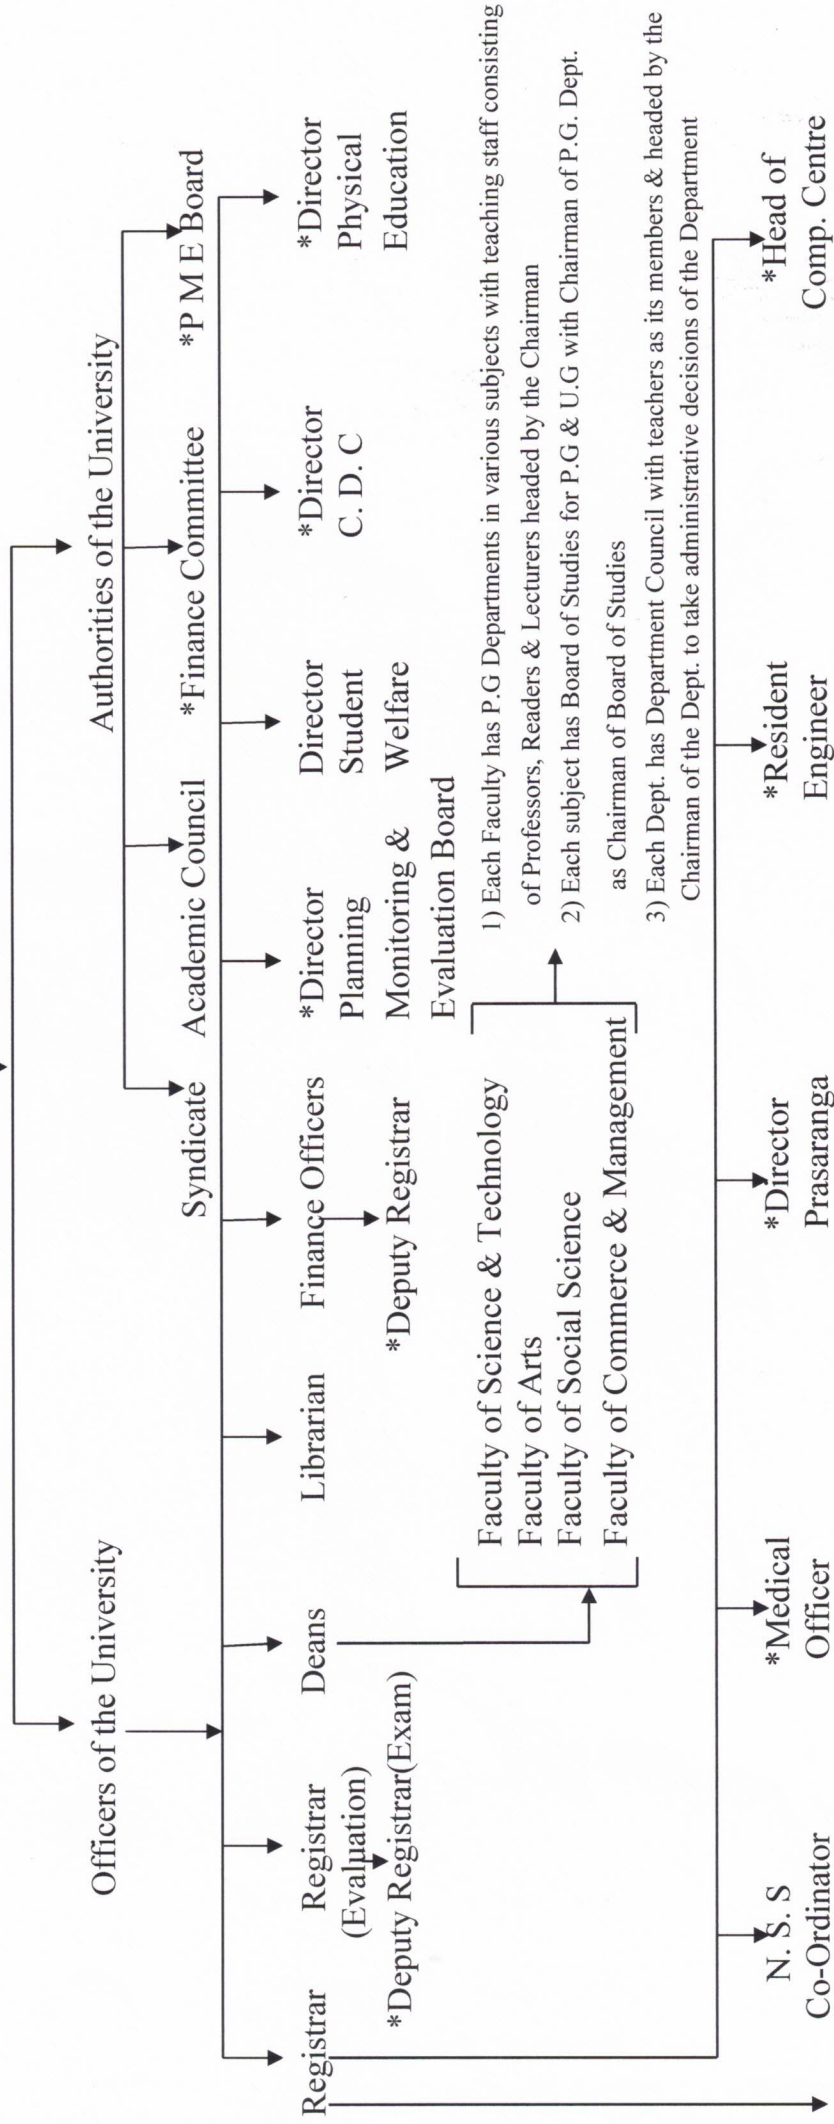 Officers of the University
Authorities of the University
Syndicate
Academic Council
*Finance Committee
*P M E Board
Registrar
Registrar
(Evaluation)
*Deputy Registrar(Exam)
Deans
Librarian
Finance Officers
*Deputy Registrar
*Director
Planning
Monitoring &
Evaluation Board
Director
Student
Welfare
*Director
C. D. C
*Director
Physical
Education
Faculty of Science & Technology
Faculty of Arts
Faculty of Social Science
Faculty of Commerce & Management
1) Each Faculty has P.G Departments in various subjects with teaching staff consisting
of Professors, Readers & Lecturers headed by the Chairman
2) Each subject has Board of Studies for P.G & U.G with Chairman of P.G. Dept.
as Chairman of Board of Studies
3) Each Dept. has Department Council with teachers as its members & headed by the
Chairman of the Dept. to take administrative decisions of the Department
N. S. S
Co-Ordinator
*Medical
Officer
*Director
Prasaranga
*Resident
Engineer
*Head of
Comp. Centre